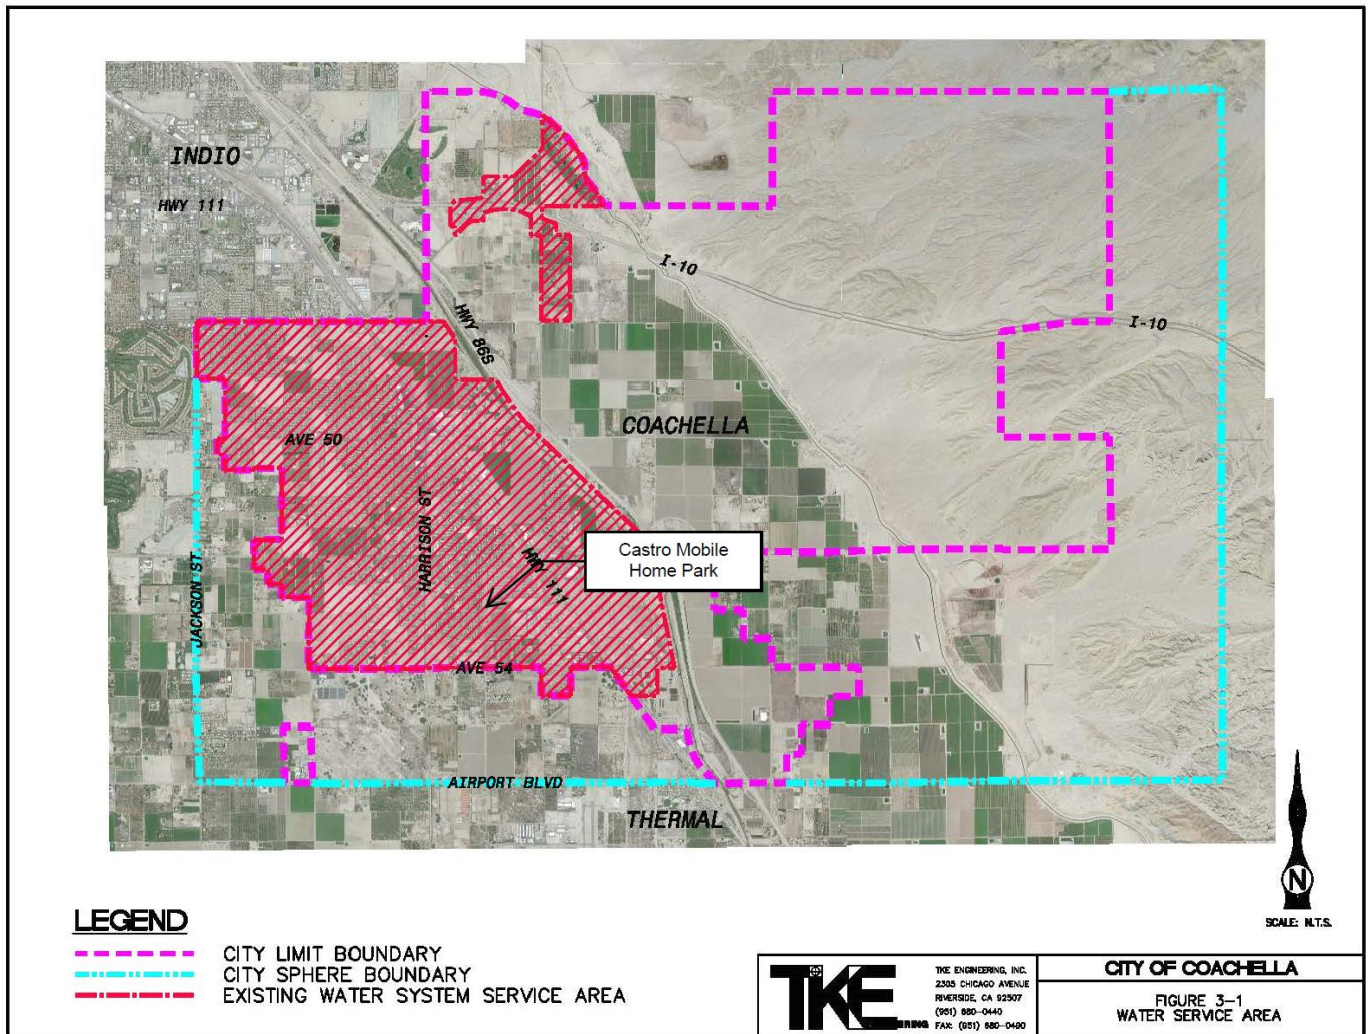 INDIO
HWY 111
I-10
I-10
HWY 86S
COACHELLA
AVE 50
HARRISON ST
Castro Mobile
Home Park
HWY 111
JACKSON ST
AVE 54
AIRPORT BLVD
THERMAL
N
SCALE: N.T.S.
LEGEND
CITY LIMIT BOUNDARY
CITY SPHERE BOUNDARY
EXISTING WATER SYSTEM SERVICE AREA
TKE
ENGINEERING
TKE ENGINEERING, INC.
2305 CHICAGO AVENUE
RIVERSIDE, CA 92507
(951) 680-0440
FAX: (951) 680-0490
CITY OF COACHELLA
FIGURE 3-1
WATER SERVICE AREA